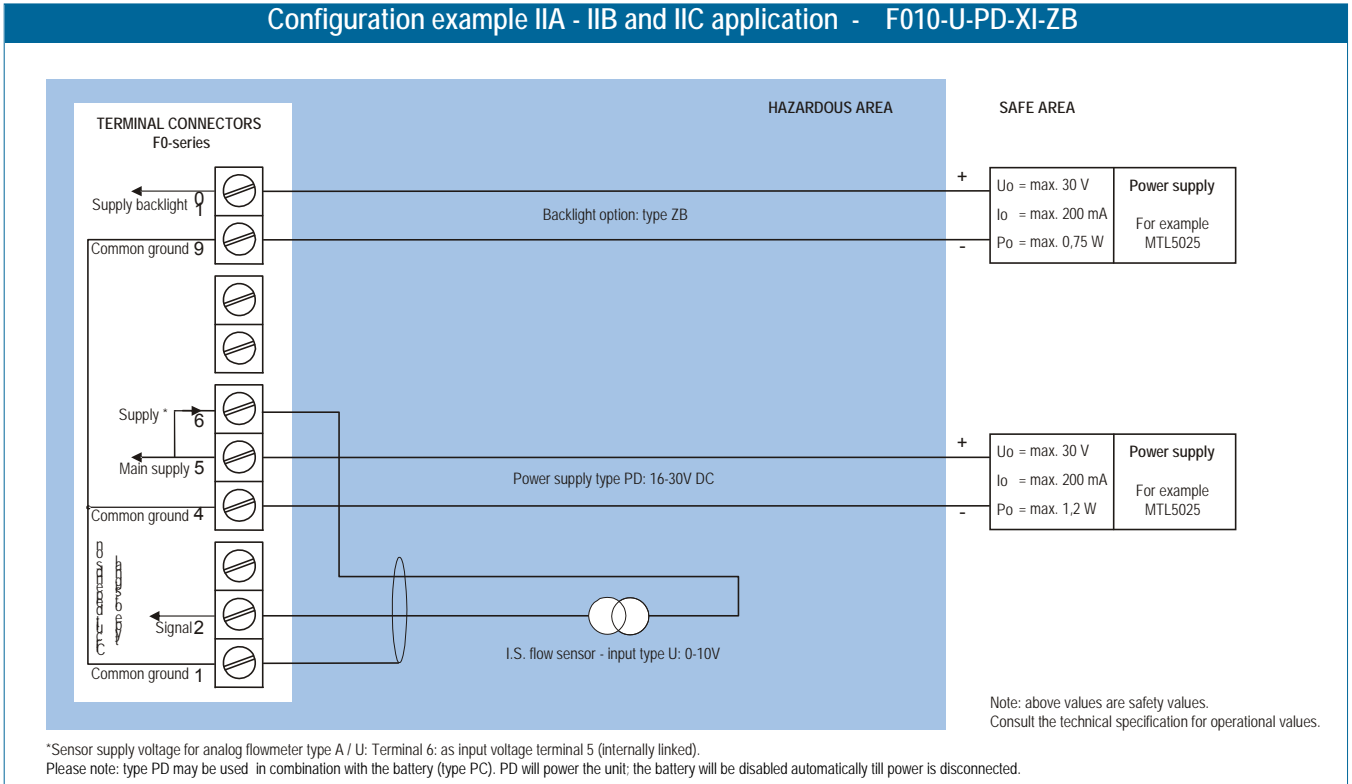 Configuration example IIA - IIB and IIC application - F010-U-PD-XI-ZB
HAZARDOUS AREA
SAFE AREA
TERMINAL CONNECTORS
F0-series
Supply backlight 10
Common ground 9
Backlight option: type ZB
+
-
Uo = max. 30 V
Io = max. 200 mA
Po = max. 0,75 W
Power supply
For example
MTL5025
Supply * 6
Main supply 5
Common ground 4
Power supply type PD: 16-30V DC
+
-
Uo = max. 30 V
Io = max. 200 mA
Po = max. 1,2 W
Power supply
For example
MTL5025
Signal 2
Common ground 1
I.S. flow sensor - input type U: 0-10V
Note: above values are safety values.
Consult the technical specification for operational values.
*Sensor supply voltage for analog flowmeter type A / U: Terminal 6: as input voltage terminal 5 (internally linked).
Please note: type PD may be used in combination with the battery (type PC). PD will power the unit; the battery will be disabled automatically till power is disconnected.